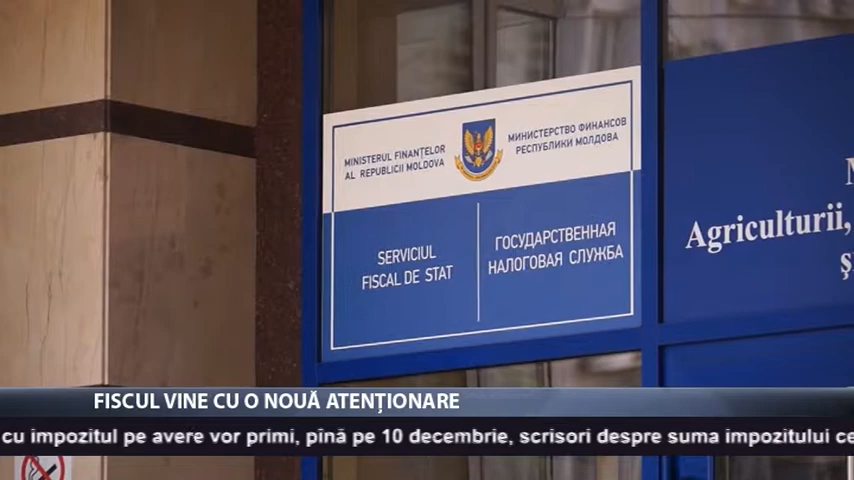 MINISTERUL FINANȚELOR
AL REPUBLICII MOLDOVA
МИНИСТЕРСТВО ФИНАНСОВ
РЕСПУБЛИКИ МОЛДОВА
SERVICIUL
FISCAL DE STAT
ГОСУДАРСТВЕННАЯ
НАЛОГОВАЯ СЛУЖБА
Agriculturii,
FISCUL VINE CU O NOUĂ ATENȚIONARE
cu impozitul pe avere vor primi, pînă pe 10 decembrie, scrisori despre suma impozitului ce